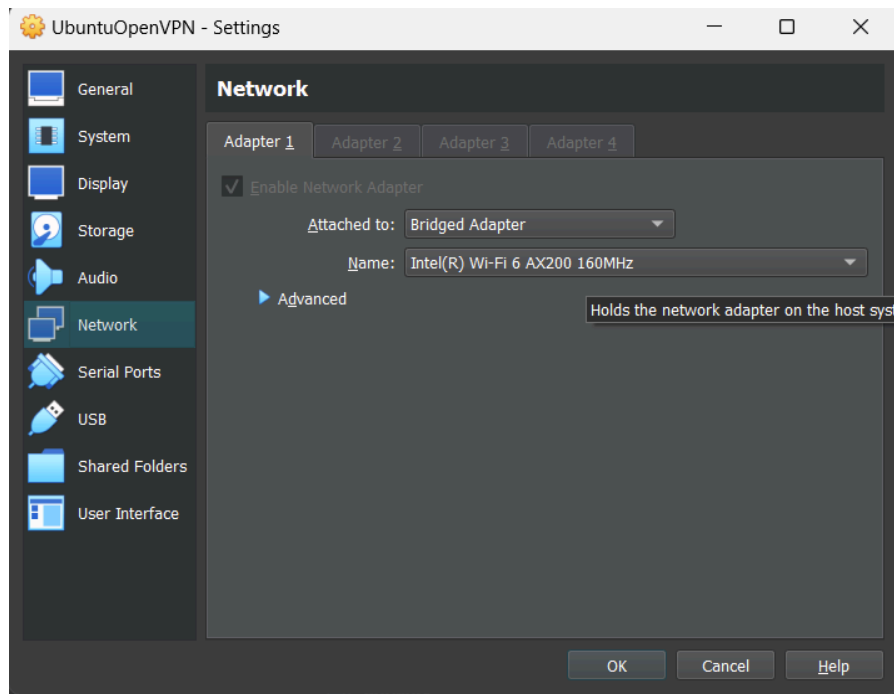 UbuntuOpenVPN - Settings
General
System
Display
Storage
Audio
Network
Serial Ports
USB
Shared Folders
User Interface
Network
Adapter 1
Adapter 2
Adapter 3
Adapter 4
Enable Network Adapter
Attached to: Bridged Adapter
Name: Intel(R) Wi-Fi 6 AX200 160MHz
Advanced
Holds the network adapter on the host syst
OK
Cancel
Help